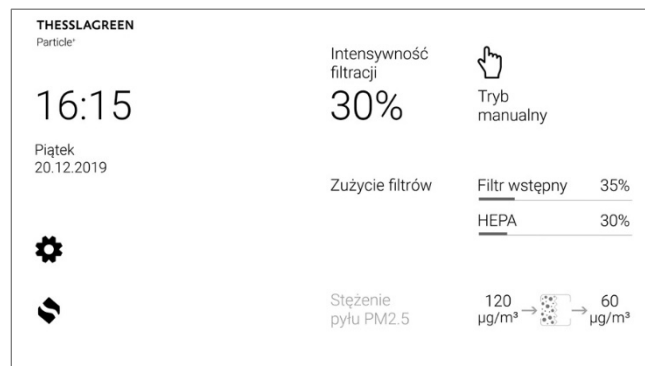 THESSLAGREEN
Particle⁺
16:15
Piątek
20.12.2019
Intensywność
filtracji
30%
Tryb
manualny
Zużycie filtrów
Filtr wstępny 35%
HEPA 30%
Stężenie
pyłu PM2.5
120 → → 60
µg/m³ µg/m³